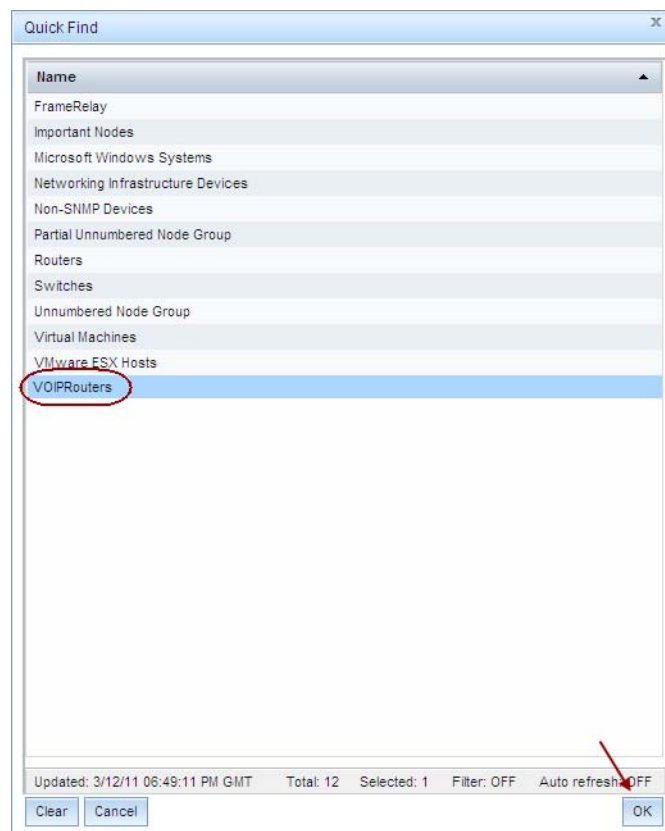 Quick Find x
Name
FrameRelay
Important Nodes
Microsoft Windows Systems
Networking Infrastructure Devices
Non-SNMP Devices
Partial Unnumbered Node Group
Routers
Switches
Unnumbered Node Group
Virtual Machines
VMware ESX Hosts
VOIPRouters
Updated: 3/12/11 06:49:11 PM GMT Total: 12 Selected: 1 Filter: OFF Auto refresh: OFF
Clear Cancel OK